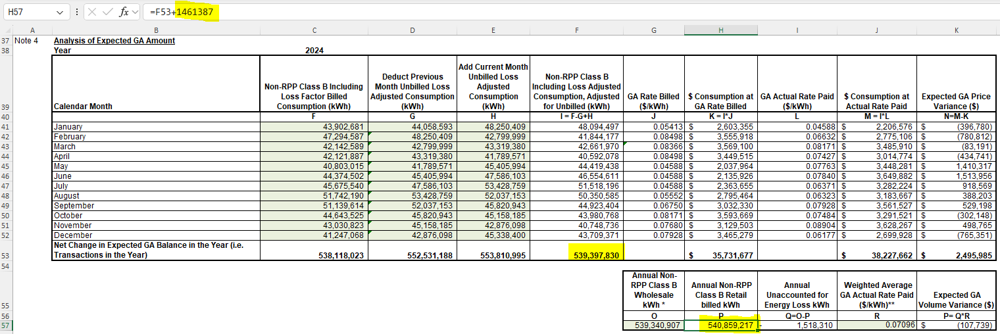 H57 fx =F53+1461387
A B C D E F G H I J K
37 Note 4 Analysis of Expected GA Amount
38 Year 2024
Add Current Month
Deduct Previous Unbilled Loss Non-RPP Class B
Non-RPP Class B Including Month Unbilled Loss Adjusted Including Loss Adjusted
Loss Factor Billed Adjusted Consumption Consumption Consumption, Adjusted GA Rate Billed $ Consumption at GA Actual Rate Paid $ Consumption at Expected GA Price
39 Calendar Month Consumption (kWh) (kWh) (kWh) for Unbilled (kWh) ($/kWh) GA Rate Billed ($/kWh) Actual Rate Paid Variance ($)
40 F G H I = F-G+H J K = I*J L M = I*L N=M-K
41 January 43,902,681 44,058,593 48,250,409 48,094,497 0.05413 $ 2,603,355 0.04588 $ 2,206,576 $ (396,780)
42 February 47,294,587 48,250,409 42,799,999 41,844,177 0.08498 $ 3,555,918 0.06632 $ 2,775,106 $ (780,812)
43 March 42,142,589 42,799,999 43,319,380 42,661,970 0.08366 $ 3,569,100 0.08171 $ 3,485,910 $ (83,191)
44 April 42,121,887 43,319,380 41,789,571 40,592,078 0.08498 $ 3,449,515 0.07427 $ 3,014,774 $ (434,741)
45 May 40,803,015 41,789,571 45,405,994 44,419,438 0.04588 $ 2,037,964 0.07763 $ 3,448,281 $ 1,410,317
46 June 44,374,502 45,405,994 47,586,103 46,554,611 0.04588 $ 2,135,926 0.07840 $ 3,649,882 $ 1,513,956
47 July 45,675,540 47,586,103 53,428,759 51,518,196 0.04588 $ 2,363,655 0.06371 $ 3,282,224 $ 918,569
48 August 51,742,190 53,428,759 52,037,153 50,350,585 0.05552 $ 2,795,464 0.06323 $ 3,183,667 $ 388,203
49 September 51,139,614 52,037,153 45,820,943 44,923,404 0.06750 $ 3,032,330 0.07928 $ 3,561,527 $ 529,198
50 October 44,643,525 45,820,943 45,158,185 43,980,768 0.08171 $ 3,593,669 0.07484 $ 3,291,521 $ (302,148)
51 November 43,030,823 45,158,185 42,876,098 40,748,736 0.07680 $ 3,129,503 0.08904 $ 3,628,267 $ 498,765
52 December 41,247,068 42,876,098 45,338,400 43,709,371 0.07928 $ 3,465,279 0.06177 $ 2,699,928 $ (765,351)
Net Change in Expected GA Balance in the Year (i.e.
53 Transactions in the Year) 538,118,023 552,531,188 553,810,995 539,397,830 $ 35,731,677 $ 38,227,662 $ 2,495,985
54
Annual Non-
RPP Class B Annual Non-RPP Annual Weighted Average
Wholesale Class B Retail Unaccounted for GA Actual Rate Paid Expected GA
55 kWh * billed kWh Energy Loss kWh ($/kWh)** Volume Variance ($)
56 O P Q=O-P R P= Q*R
57 539,340,907 540,859,217 - 1,518,310 0.07096 $ (107,739)